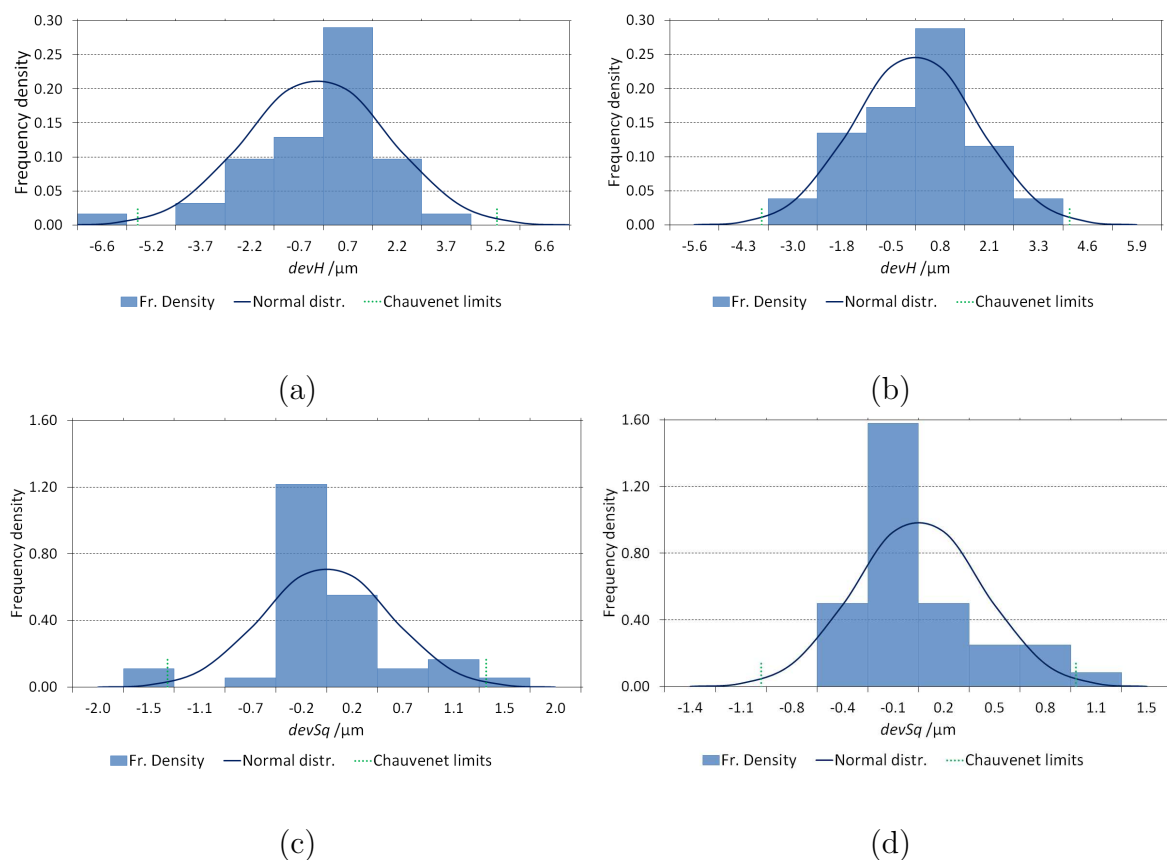 0.30
0.25
0.20
0.15
0.10
0.05
0.00
Frequency density
-6.6 -5.2 -3.7 -2.2 -0.7 0.7 2.2 3.7 5.2 6.6
devH /µm
Fr. Density Normal distr. Chauvenet limits
(a)
0.30
0.25
0.20
0.15
0.10
0.05
0.00
Frequency density
-5.6 -4.3 -3.0 -1.8 -0.5 0.8 2.1 3.3 4.6 5.9
devH /µm
Fr. Density Normal distr. Chauvenet limits
(b)
1.60
1.20
0.80
0.40
0.00
Frequency density
-2.0 -1.5 -1.1 -0.7 -0.2 0.2 0.7 1.1 1.5 2.0
devSq /µm
Fr. Density Normal distr. Chauvenet limits
(c)
1.60
1.20
0.80
0.40
0.00
Frequency density
-1.4 -1.1 -0.8 -0.4 -0.1 0.2 0.5 0.8 1.1 1.5
devSq /µm
Fr. Density Normal distr. Chauvenet limits
(d)